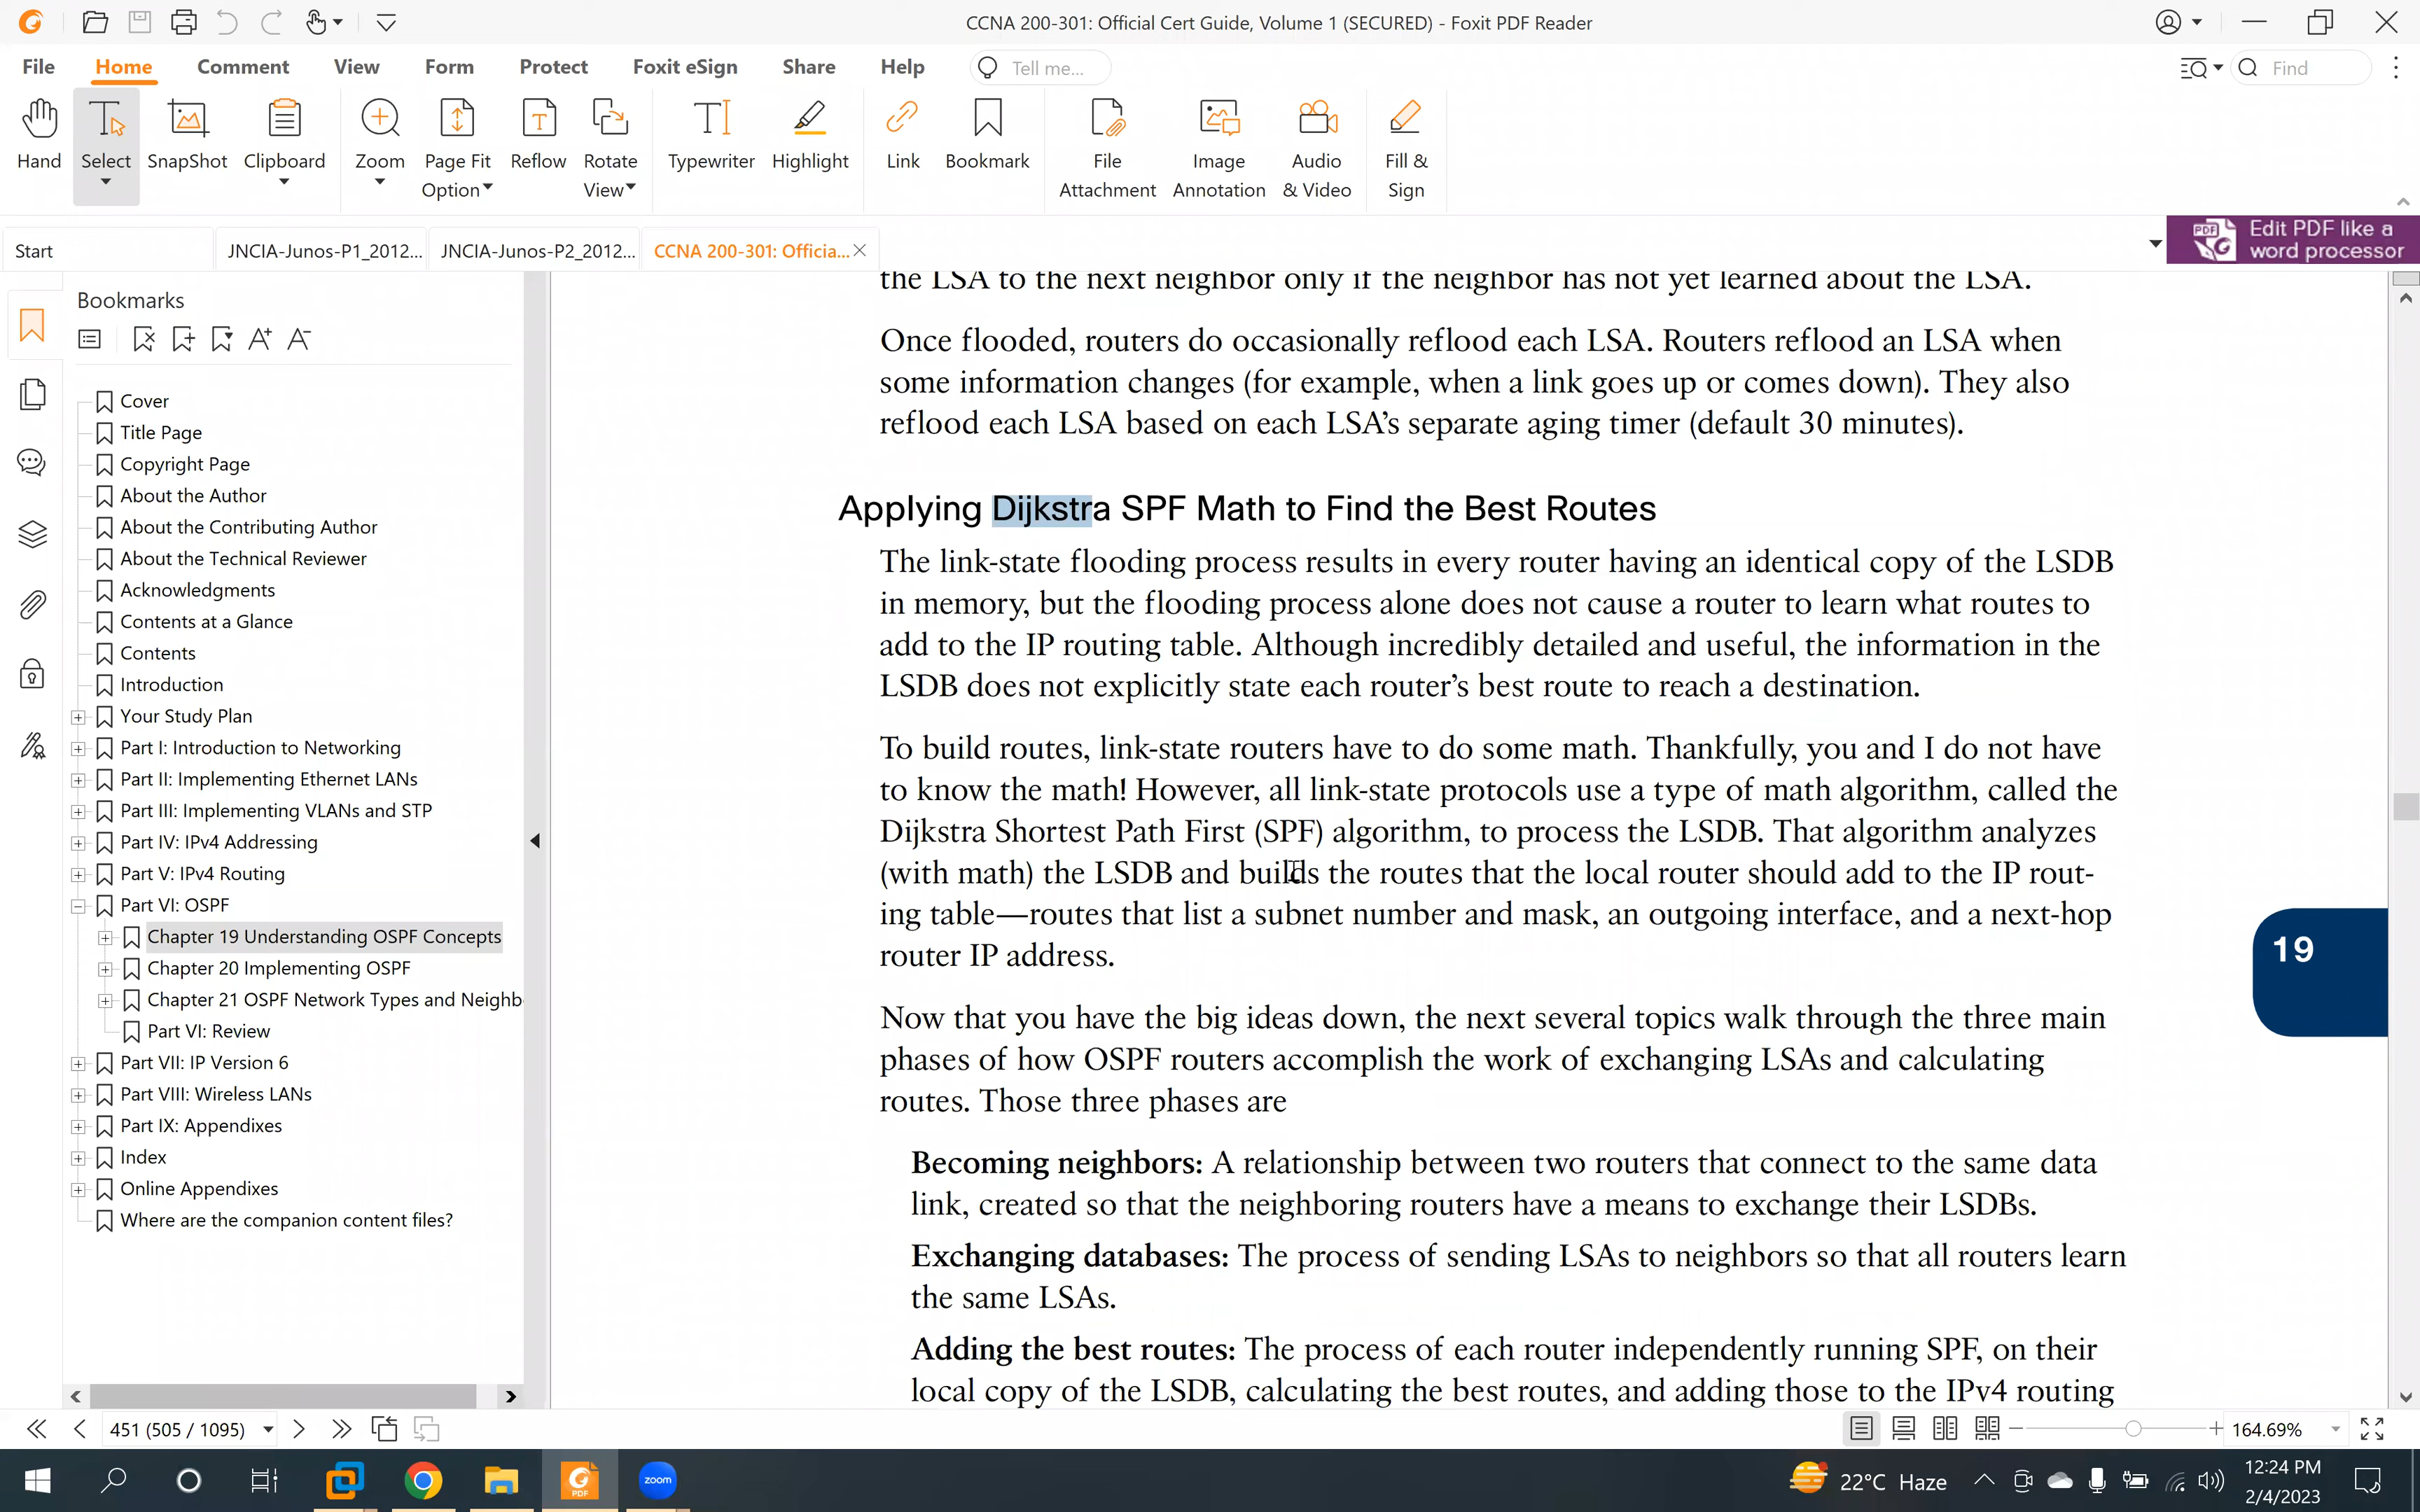 CCNA 200-301: Official Cert Guide, Volume 1 (SECURED) - Foxit PDF Reader
File Home Comment View Form Protect Foxit eSign Share Help Tell me... Find
Hand Select SnapShot Clipboard Zoom Page Fit Option Reflow Rotate View Typewriter Highlight Link Bookmark File Attachment Image Annotation Audio & Video Fill & Sign
Start JNCIA-Junos-P1_2012... JNCIA-Junos-P2_2012... CCNA 200-301: Officia...
Edit PDF like a
word processor
Bookmarks
Cover
Title Page
Copyright Page
About the Author
About the Contributing Author
About the Technical Reviewer
Acknowledgments
Contents at a Glance
Contents
Introduction
Your Study Plan
Part I: Introduction to Networking
Part II: Implementing Ethernet LANs
Part III: Implementing VLANs and STP
Part IV: IPv4 Addressing
Part V: IPv4 Routing
Part VI: OSPF
Chapter 19 Understanding OSPF Concepts
Chapter 20 Implementing OSPF
Chapter 21 OSPF Network Types and Neighb
Part VI: Review
Part VII: IP Version 6
Part VIII: Wireless LANs
Part IX: Appendixes
Index
Online Appendixes
Where are the companion content files?
the LSA to the next neighbor only if the neighbor has not yet learned about the LSA.
Once flooded, routers do occasionally reflood each LSA. Routers reflood an LSA when
some information changes (for example, when a link goes up or comes down). They also
reflood each LSA based on each LSA’s separate aging timer (default 30 minutes).
Applying Dijkstra SPF Math to Find the Best Routes
The link-state flooding process results in every router having an identical copy of the LSDB
in memory, but the flooding process alone does not cause a router to learn what routes to
add to the IP routing table. Although incredibly detailed and useful, the information in the
LSDB does not explicitly state each router’s best route to reach a destination.
To build routes, link-state routers have to do some math. Thankfully, you and I do not have
to know the math! However, all link-state protocols use a type of math algorithm, called the
Dijkstra Shortest Path First (SPF) algorithm, to process the LSDB. That algorithm analyzes
(with math) the LSDB and builds the routes that the local router should add to the IP rout-
ing table—routes that list a subnet number and mask, an outgoing interface, and a next-hop
router IP address.
19
Now that you have the big ideas down, the next several topics walk through the three main
phases of how OSPF routers accomplish the work of exchanging LSAs and calculating
routes. Those three phases are
Becoming neighbors: A relationship between two routers that connect to the same data
link, created so that the neighboring routers have a means to exchange their LSDBs.
Exchanging databases: The process of sending LSAs to neighbors so that all routers learn
the same LSAs.
Adding the best routes: The process of each router independently running SPF, on their
local copy of the LSDB, calculating the best routes, and adding those to the IPv4 routing
451 (505 / 1095)
164.69%
zoom
22°C Haze
12:24 PM
2/4/2023